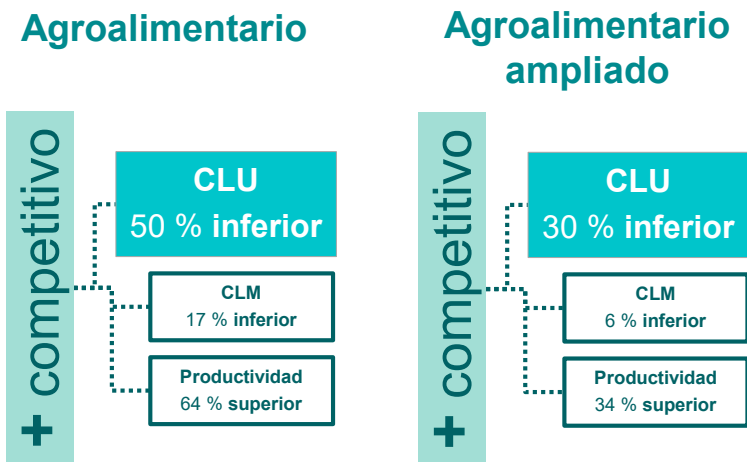 Agroalimentario
+ competitivo
CLU
50 % inferior
CLM
17 % inferior
Productividad
64 % superior
Agroalimentario
ampliado
+ competitivo
CLU
30 % inferior
CLM
6 % inferior
Productividad
34 % superior